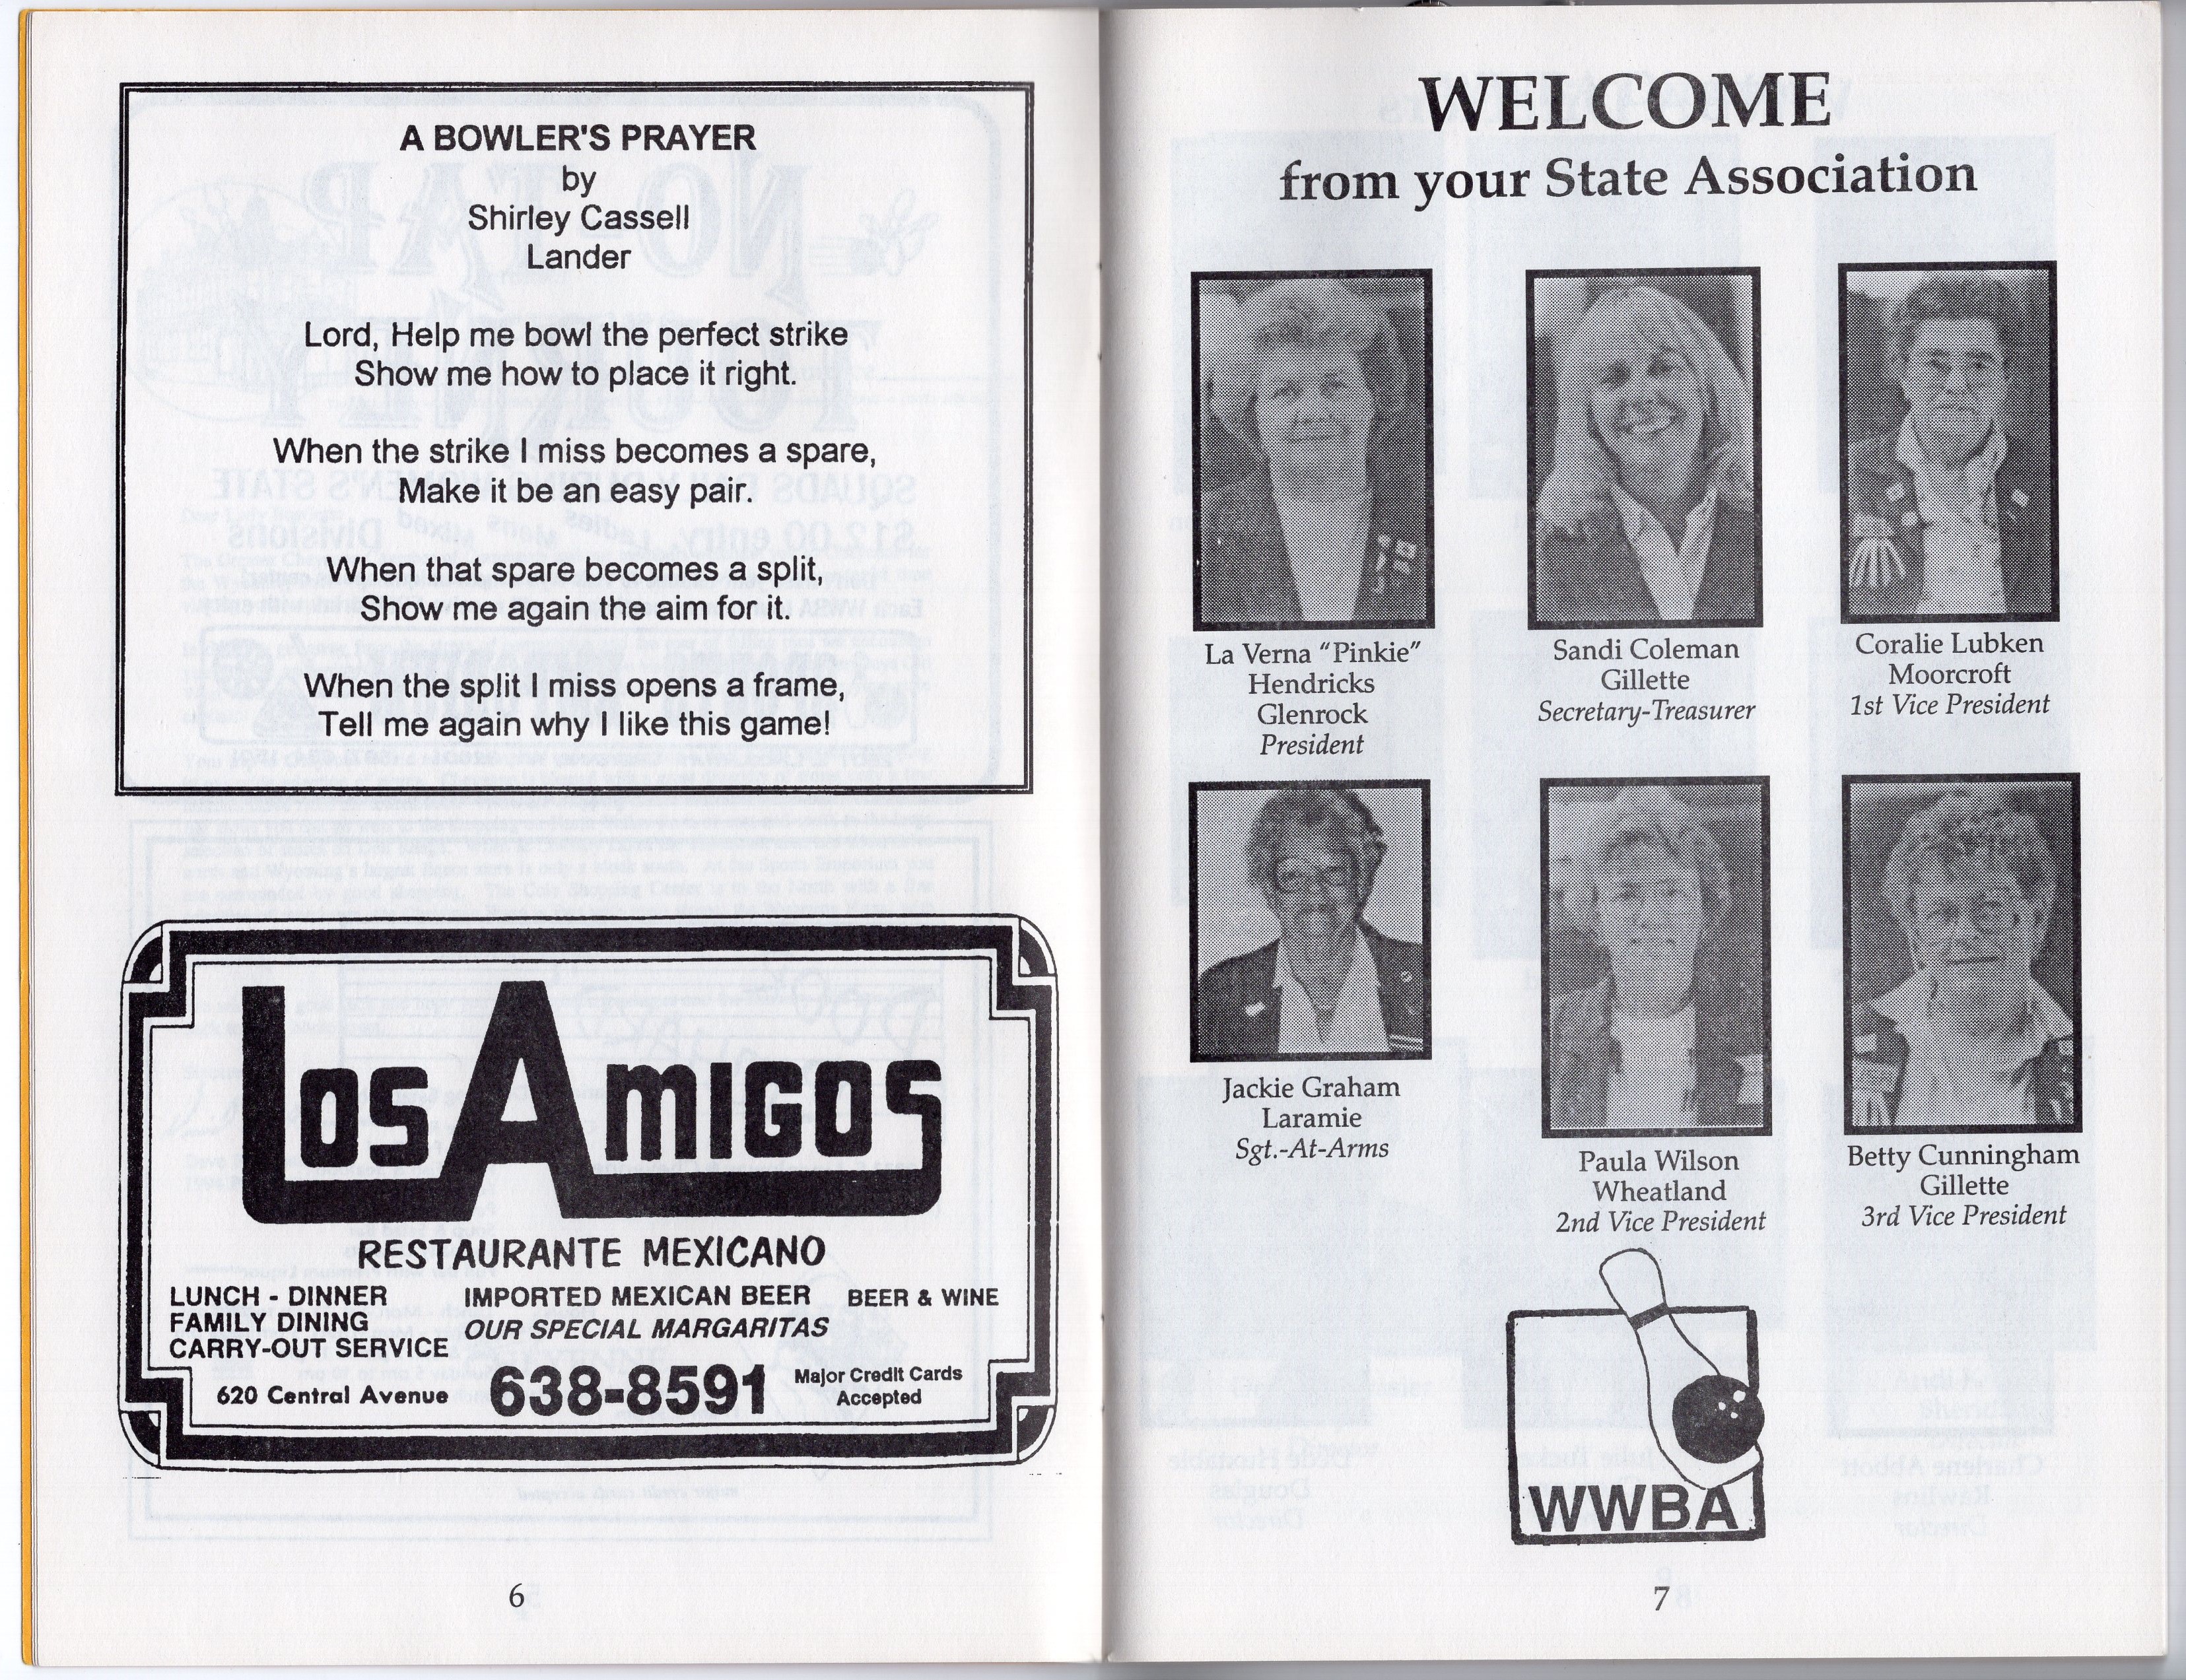 A BOWLER'S PRAYER
by
Shirley Cassell
Lander
Lord, Help me bowl the perfect strike
Show me how to place it right.
When the strike I miss becomes a spare,
Make it be an easy pair.
When that spare becomes a split,
Show me again the aim for it.
When the split I miss opens a frame,
Tell me again why I like this game!
Los Amigos
RESTAURANTE MEXICANO
LUNCH - DINNER
FAMILY DINING
CARRY-OUT SERVICE
IMPORTED MEXICAN BEER
BEER & WINE
OUR SPECIAL MARGARITAS
620 Central Avenue
638-8591
Major Credit Cards
Accepted
6
WELCOME
from your State Association
La Verna "Pinkie"
Hendricks
Glenrock
President
Sandi Coleman
Gillette
Secretary-Treasurer
Coralie Lubken
Moorcroft
1st Vice President
Jackie Graham
Laramie
Sgt.-At-Arms
Paula Wilson
Wheatland
2nd Vice President
Betty Cunningham
Gillette
3rd Vice President
WWBA
7